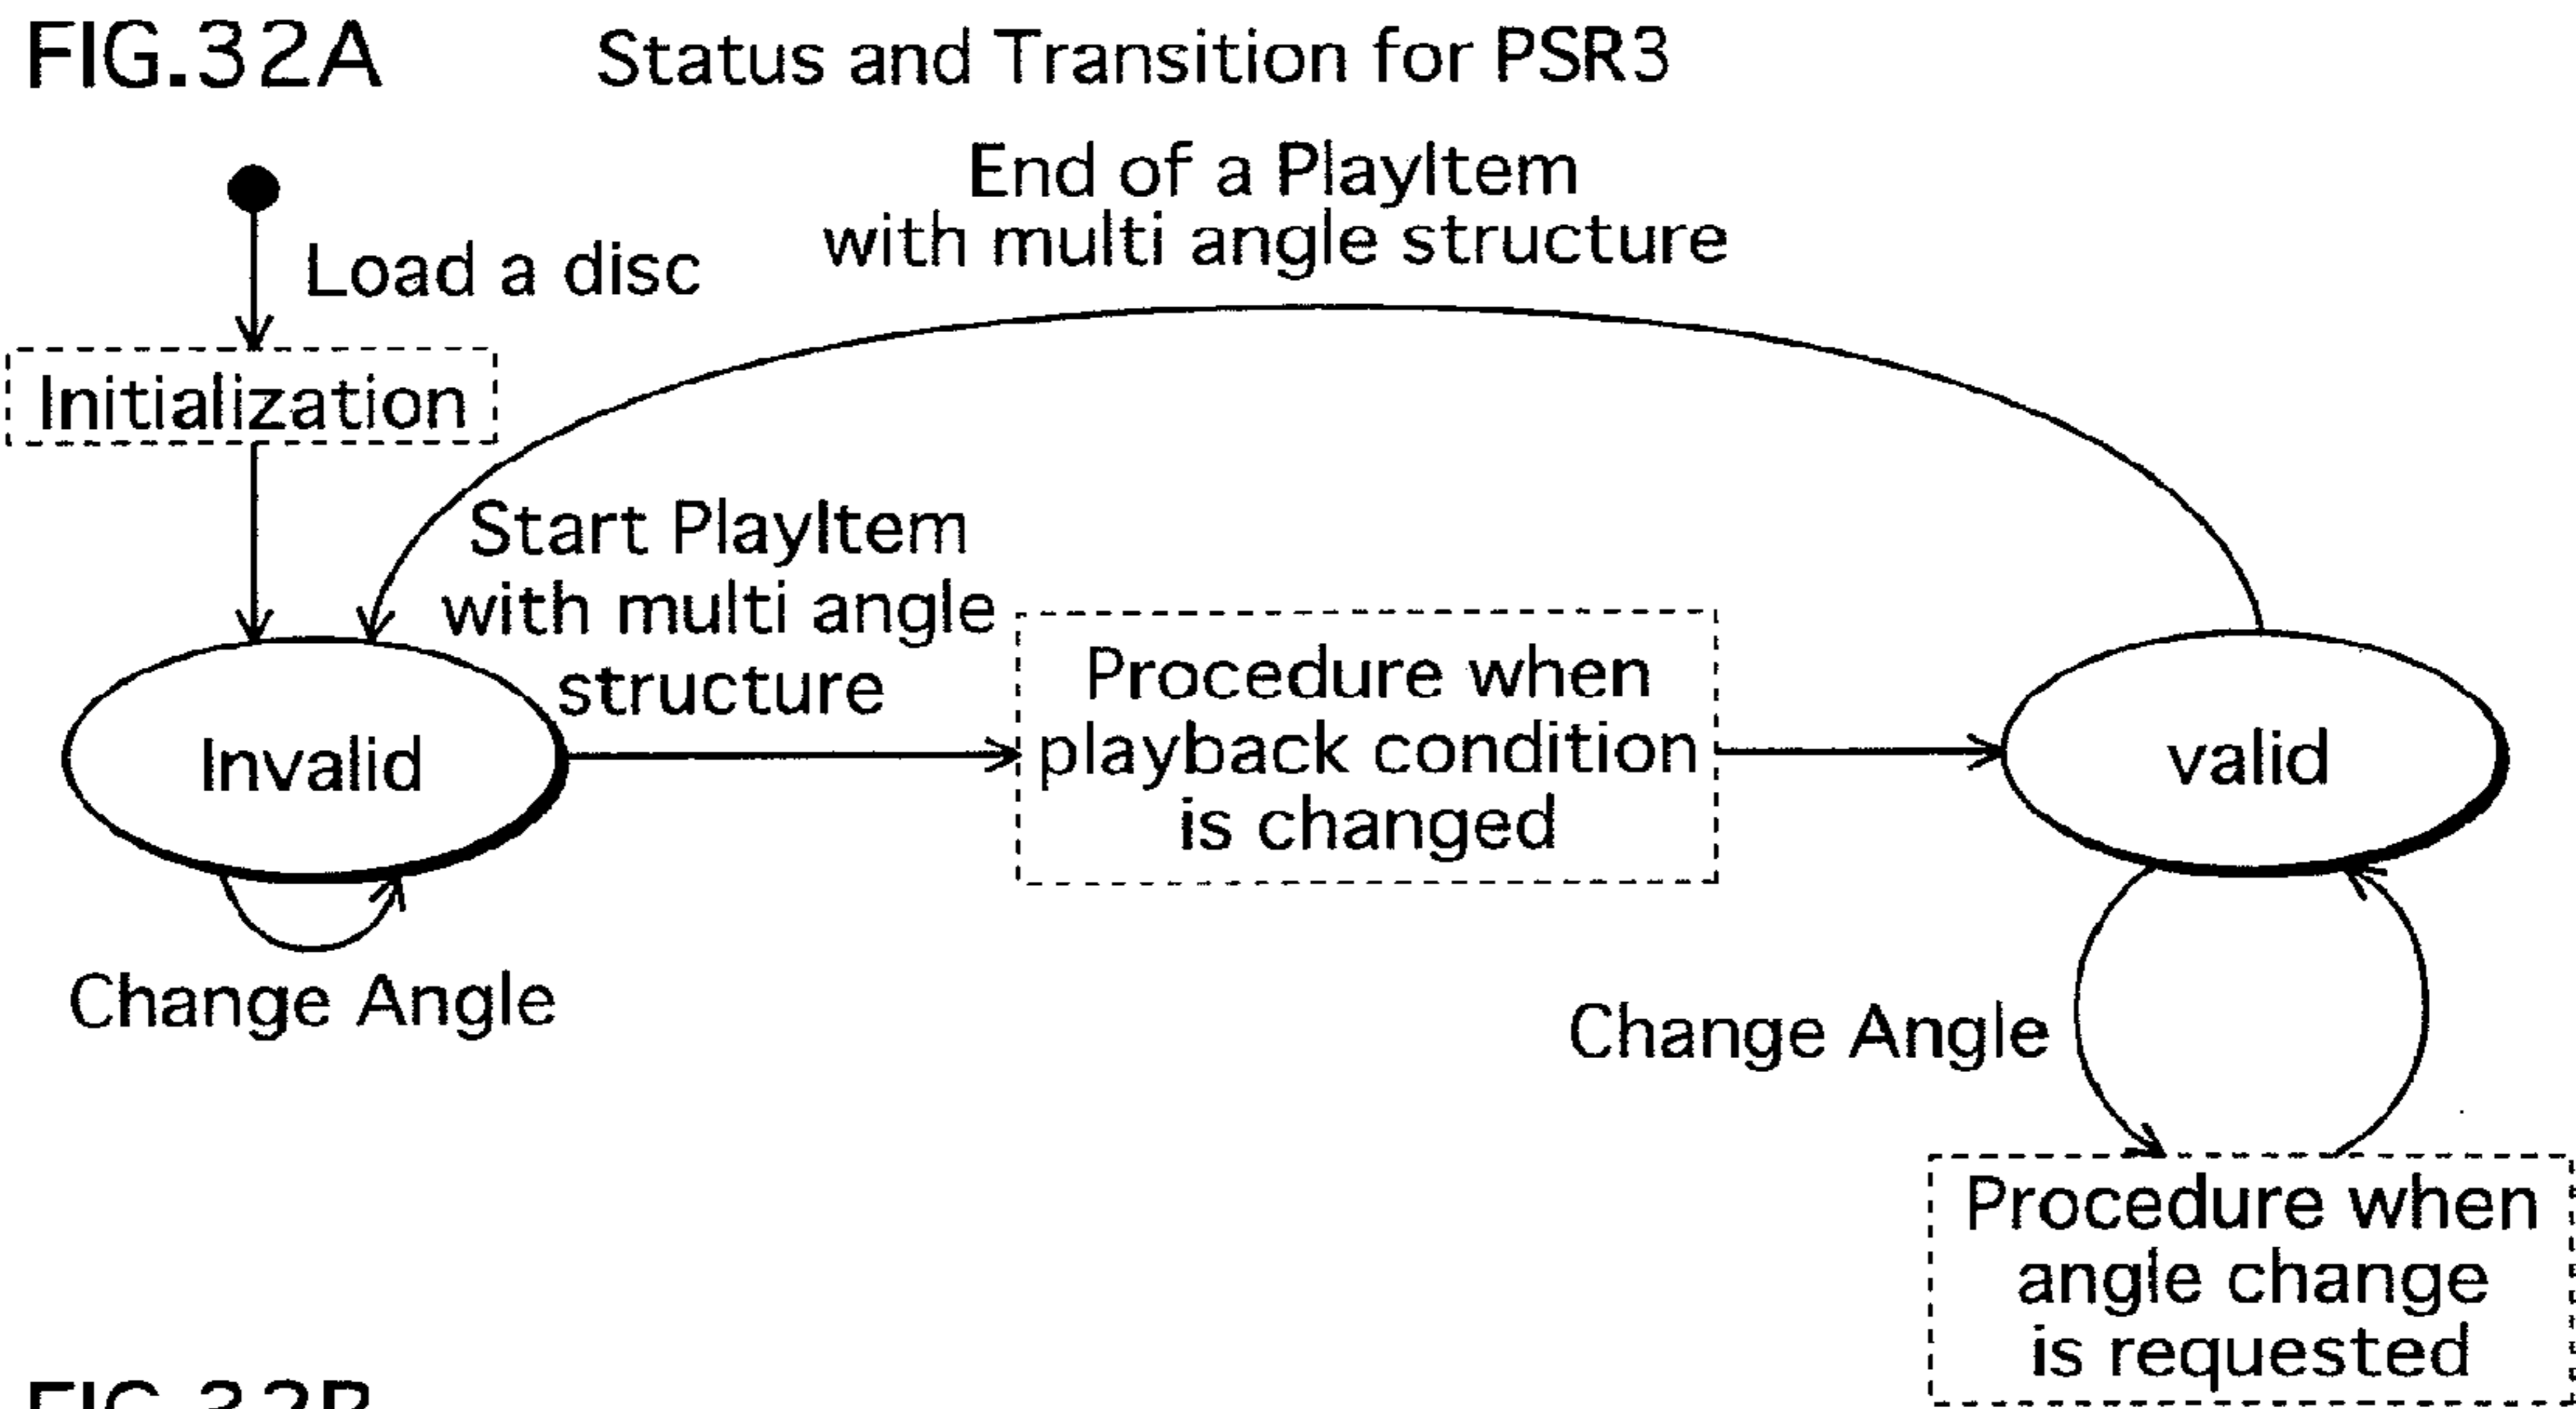 FIG.32A
Status and Transition for PSR3
End of a PlayItem
with multi angle structure
Load a disc
Initialization
Start PlayItem
with multi angle
structure
Invalid
Procedure when
playback condition
is changed
valid
Change Angle
Change Angle
Procedure when
angle change
is requested
FIG.32B